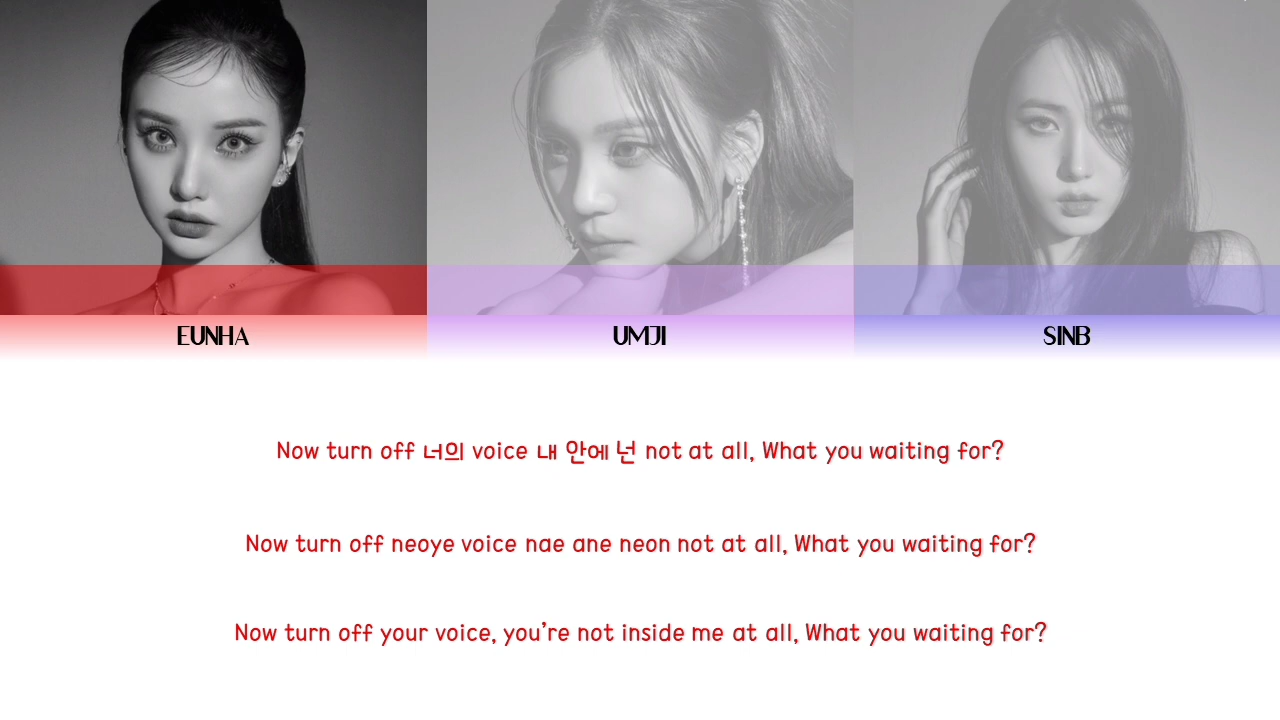 EUNHA
UMJI
SINB
Now turn off 너의 voice 내 안에 넌 not at all, What you waiting for?
Now turn off neoye voice nae ane neon not at all, What you waiting for?
Now turn off your voice, you're not inside me at all, What you waiting for?